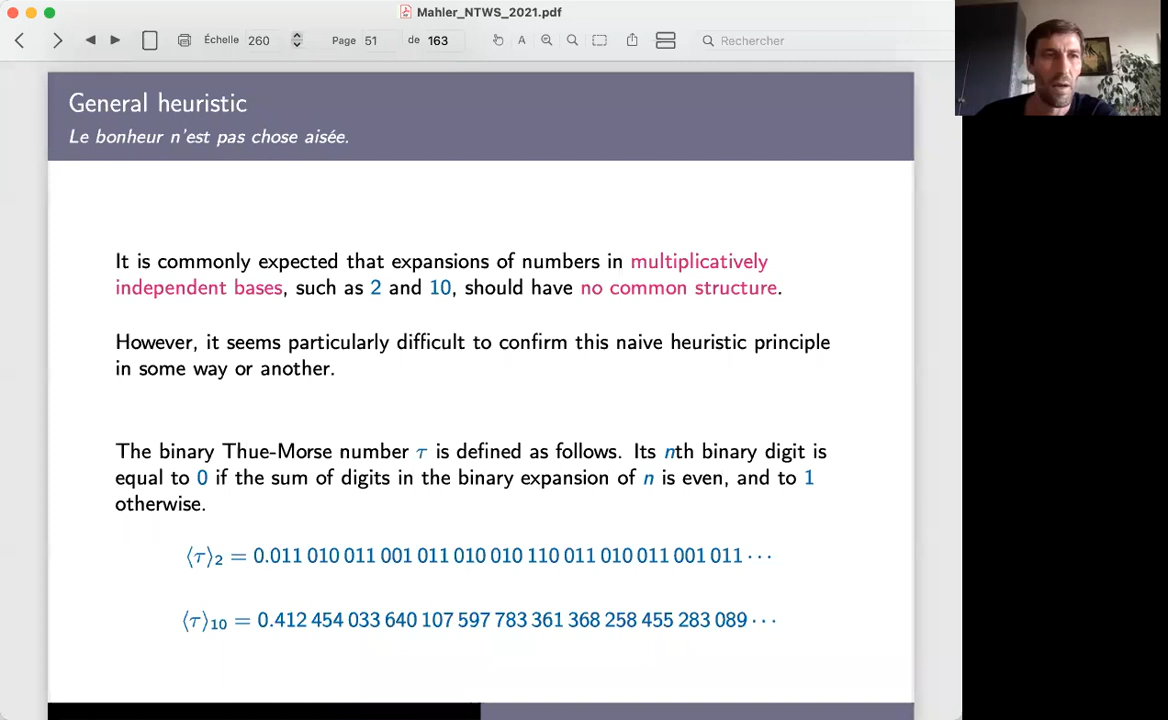 Mahler_NTWS_2021.pdf
Échelle 260 Page 51 de 163 A Rechercher
General heuristic
Le bonheur n'est pas chose aisée.
It is commonly expected that expansions of numbers in multiplicatively
independent bases, such as 2 and 10, should have no common structure.
However, it seems particularly difficult to confirm this naive heuristic principle
in some way or another.
The binary Thue-Morse number τ is defined as follows. Its nth binary digit is
equal to 0 if the sum of digits in the binary expansion of n is even, and to 1
otherwise.
⟨τ⟩₂ = 0.011 010 011 001 011 010 010 110 011 010 011 001 011 ⋯
⟨τ⟩₁₀ = 0.412 454 033 640 107 597 783 361 368 258 455 283 089 ⋯